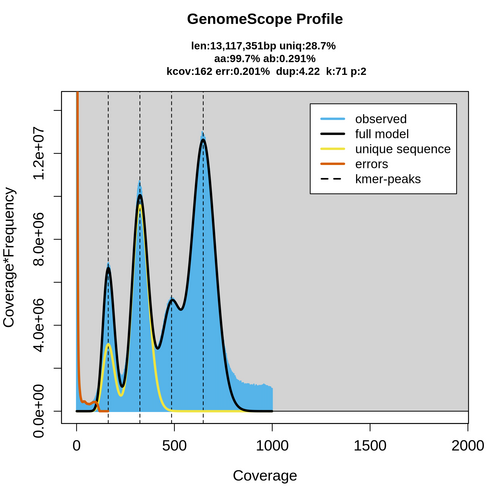 GenomeScope Profile
len:13,117,351bp uniq:28.7%
aa:99.7% ab:0.291%
kcov:162 err:0.201% dup:4.22 k:71 p:2
observed
full model
unique sequence
errors
kmer-peaks
Coverage*Frequency
1.2e+07
8.0e+06
4.0e+06
0.0e+00
0 500 1000 1500 2000
Coverage